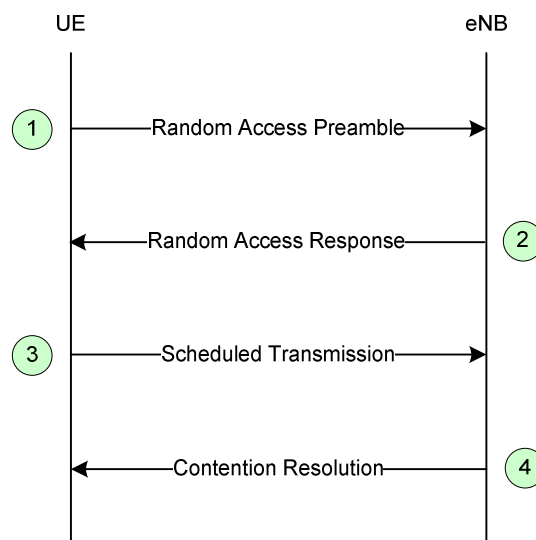 UE eNB
1 Random Access Preamble
Random Access Response 2
3 Scheduled Transmission
Contention Resolution 4